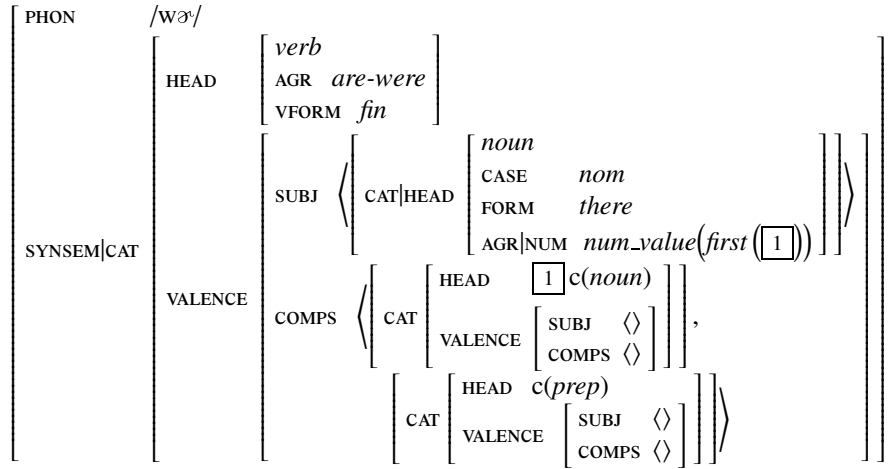 PHON /wɚ/
verb
HEAD AGR are-were
VFORM fin
noun
CASE nom
SUBJ ⟨ CAT|HEAD FORM there ⟩
AGR|NUM num_value(first(1))
SYNSEM|CAT
HEAD 1 c(noun)
VALENCE
COMPS ⟨ CAT SUBJ ⟨⟩ ,
VALENCE COMPS ⟨⟩
HEAD c(prep)
CAT SUBJ ⟨⟩
VALENCE COMPS ⟨⟩ ⟩